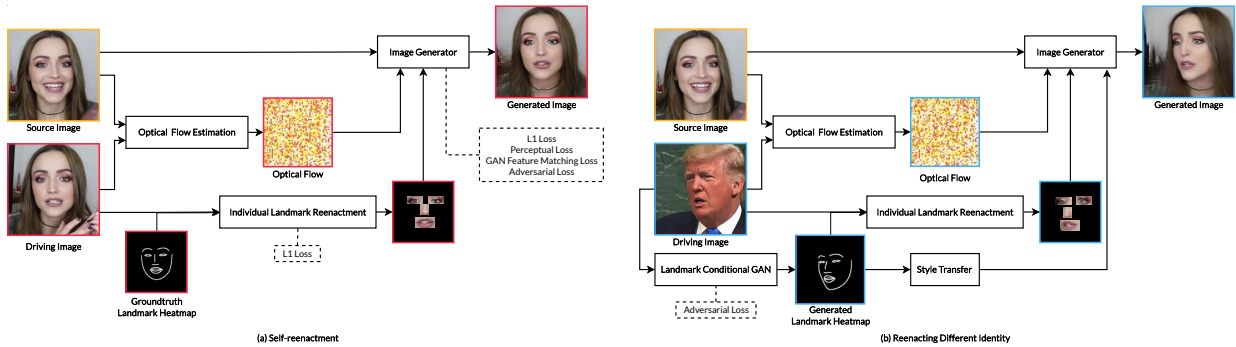 Image Generator
Generated Image
Source Image
Optical Flow Estimation
Optical Flow
L1 Loss
Perceptual Loss
GAN Feature Matching Loss
Adversarial Loss
Individual Landmark Reenactment
Driving Image
L1 Loss
Groundtruth
Landmark Heatmap
(a) Self-reenactment
Image Generator
Generated Image
Source Image
Optical Flow Estimation
Optical Flow
Individual Landmark Reenactment
Driving Image
Landmark Conditional GAN
Style Transfer
Adversarial Loss
Generated
Landmark Heatmap
(b) Reenacting Different Identity